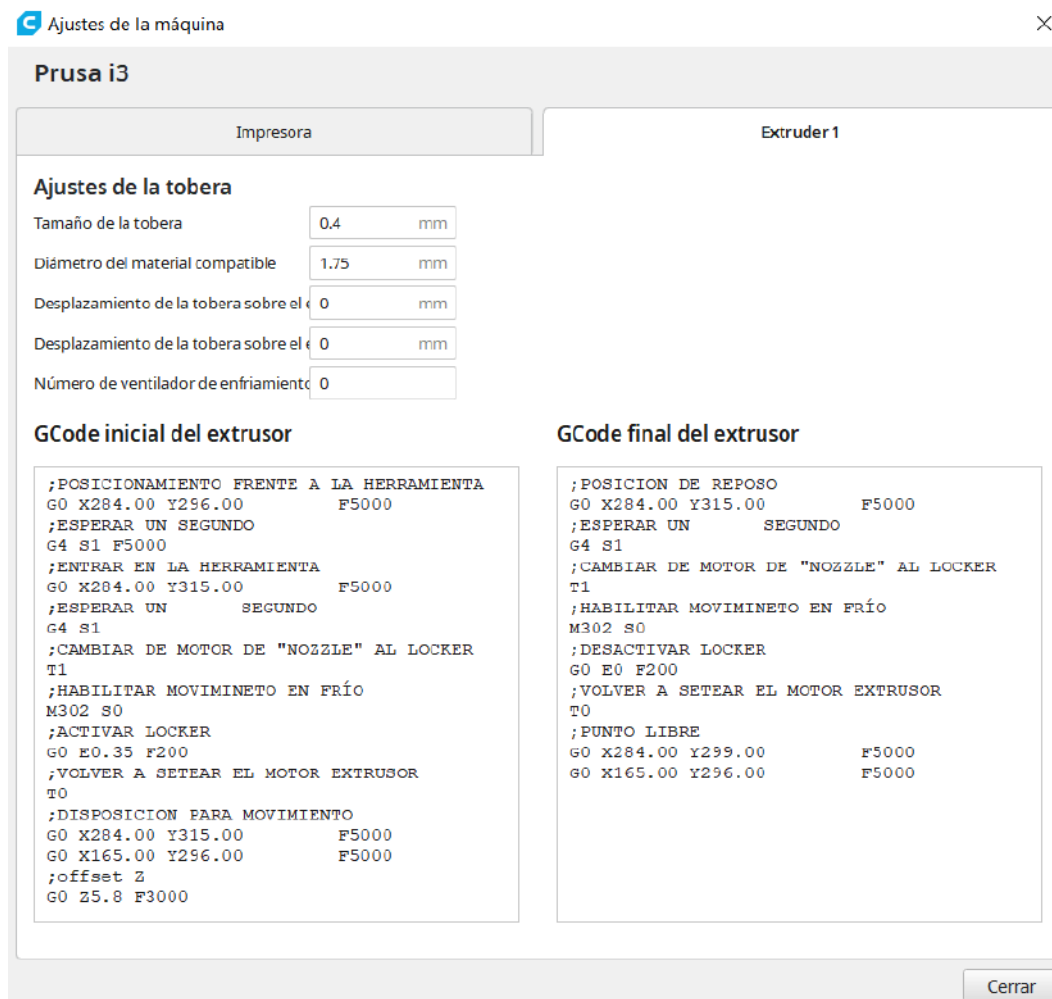 Ajustes de la máquina
Prusa i3
Impresora
Extruder 1
Ajustes de la tobera
Tamaño de la tobera 0.4 mm
Diámetro del material compatible 1.75 mm
Desplazamiento de la tobera sobre el 0 mm
Desplazamiento de la tobera sobre el 0 mm
Número de ventilador de enfriamiento 0
GCode inicial del extrusor
;POSICIONAMIENTO FRENTE A LA HERRAMIENTA
G0 X284.00 Y296.00 F5000
;ESPERAR UN SEGUNDO
G4 S1 F5000
;ENTRAR EN LA HERRAMIENTA
G0 X284.00 Y315.00 F5000
;ESPERAR UN SEGUNDO
G4 S1
;CAMBIAR DE MOTOR DE "NOZZLE" AL LOCKER
T1
;HABILITAR MOVIMINETO EN FRÍO
M302 S0
;ACTIVAR LOCKER
G0 E0.35 F200
;VOLVER A SETEAR EL MOTOR EXTRUSOR
T0
;DISPOSICION PARA MOVIMIENTO
G0 X284.00 Y315.00 F5000
G0 X165.00 Y296.00 F5000
;offset Z
G0 Z5.8 F3000
GCode final del extrusor
;POSICION DE REPOSO
G0 X284.00 Y315.00 F5000
;ESPERAR UN SEGUNDO
G4 S1
;CAMBIAR DE MOTOR DE "NOZZLE" AL LOCKER
T1
;HABILITAR MOVIMINETO EN FRÍO
M302 S0
;DESACTIVAR LOCKER
G0 E0 F200
;VOLVER A SETEAR EL MOTOR EXTRUSOR
T0
;PUNTO LIBRE
G0 X284.00 Y299.00 F5000
G0 X165.00 Y296.00 F5000
Cerrar